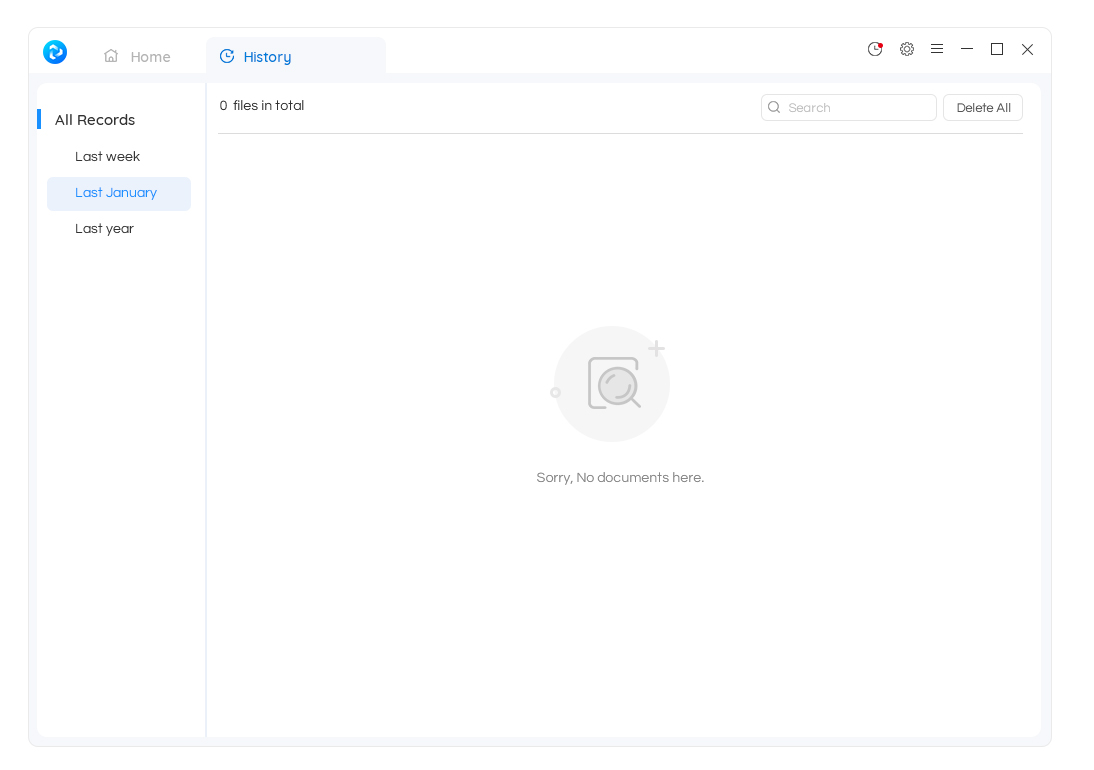 Home
History
All Records
Last week
Last January
Last year
0 files in total
Search
Delete All
Sorry, No documents here.